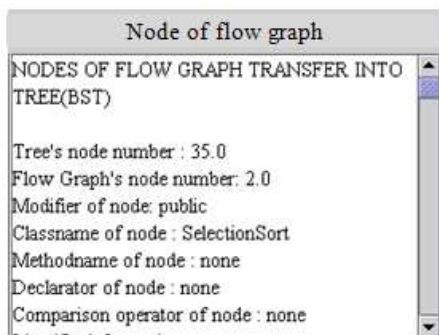 Node of flow graph
NODES OF FLOW GRAPH TRANSFER INTO
TREE(BST)
Tree's node number : 35.0
Flow Graph's node number: 2.0
Modifier of node: public
Classname of node : SelectionSort
Methodname of node : none
Declarator of node : none
Comparison operator of node : none